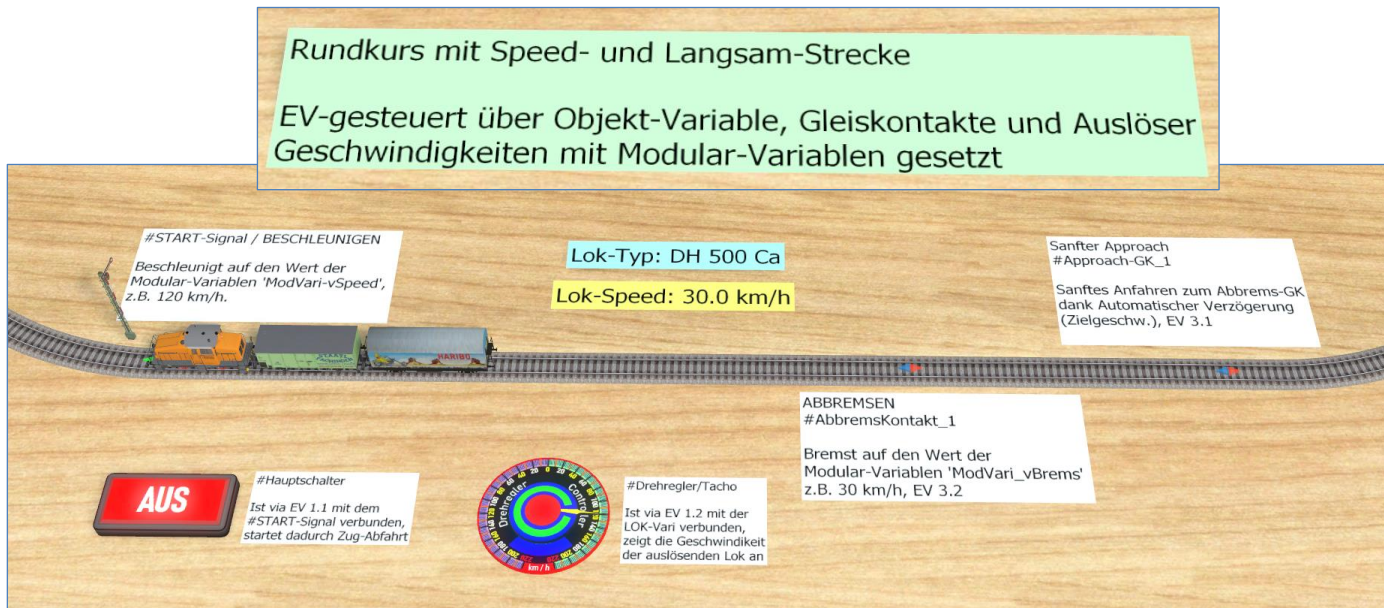 Rundkurs mit Speed- und Langsam-Strecke
EV-gesteuert über Objekt-Variable, Gleiskontakte und Auslöser
Geschwindigkeiten mit Modular-Variablen gesetzt
#START-Signal / BESCHLEUNIGEN
Beschleunigt auf den Wert der
Modular-Variablen 'ModVari-vSpeed',
z.B. 120 km/h.
Lok-Typ: DH 500 Ca
Lok-Speed: 30.0 km/h
Sanfter Approach
#Approach-GK_1
Sanftes Anfahren zum Abbrems-GK
dank Automatischer Verzögerung
(Zielgeschw.), EV 3.1
HARIBO
ABBREMSEN
#AbbremsKontakt_1
Bremst auf den Wert der
Modular-Variablen 'ModVari_vBrems'
z.B. 30 km/h, EV 3.2
AUS
#Hauptschalter
Ist via EV 1.1 mit dem
#START-Signal verbunden,
startet dadurch Zug-Abfahrt
Drehregler
Controller
km / h
#Drehregler/Tacho
Ist via EV 1.2 mit der
LOK-Vari verbunden,
zeigt die Geschwindikeit
der auslösenden Lok an